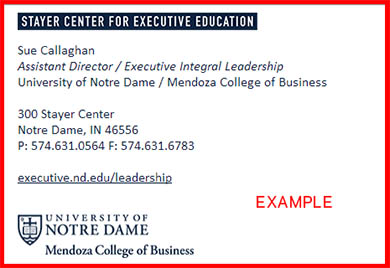 STAYER CENTER FOR EXECUTIVE EDUCATION
Sue Callaghan
Assistant Director / Executive Integral Leadership
University of Notre Dame / Mendoza College of Business
300 Stayer Center
Notre Dame, IN 46556
P: 574.631.0564 F: 574.631.6783
executive.nd.edu/leadership
EXAMPLE
UNIVERSITY OF
NOTRE DAME
Mendoza College of Business